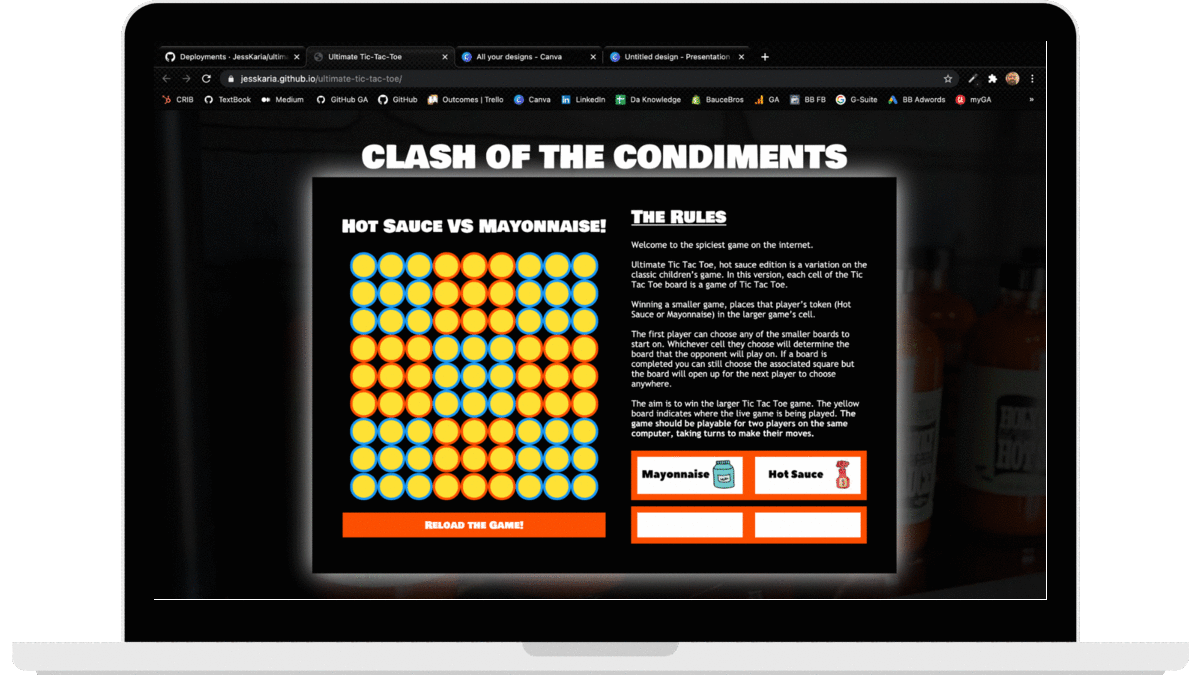 Deployments · JessKaria/ultim
Ultimate Tic-Tac-Toe
All your designs - Canva
Untitled design - Presentation
jesskaria.github.io/ultimate-tic-tac-toe/
CRIB TextBook Medium GitHub GA GitHub Outcomes | Trello Canva LinkedIn Da Knowledge BauceBros GA BB FB G-Suite BB Adwords myGA »
CLASH OF THE CONDIMENTS
Hot Sauce VS Mayonnaise!
Reload the Game!
The Rules
Welcome to the spiciest game on the internet.
Ultimate Tic Tac Toe, hot sauce edition is a variation on the
classic children's game. In this version, each cell of the Tic
Tac Toe board is a game of Tic Tac Toe.
Winning a smaller game, places that player's token (Hot
Sauce or Mayonnaise) in the larger game's cell.
The first player can choose any of the smaller boards to
start on. Whichever cell they choose will determine the
board that the opponent will play on. If a board is
completed you can still choose the associated square but
the board will open up for the next player to choose
anywhere.
The aim is to win the larger Tic Tac Toe game. The yellow
board indicates where the live game is being played. The
game should be playable for two players on the same
computer, taking turns to make their moves.
Mayonnaise
Hot Sauce
HOT